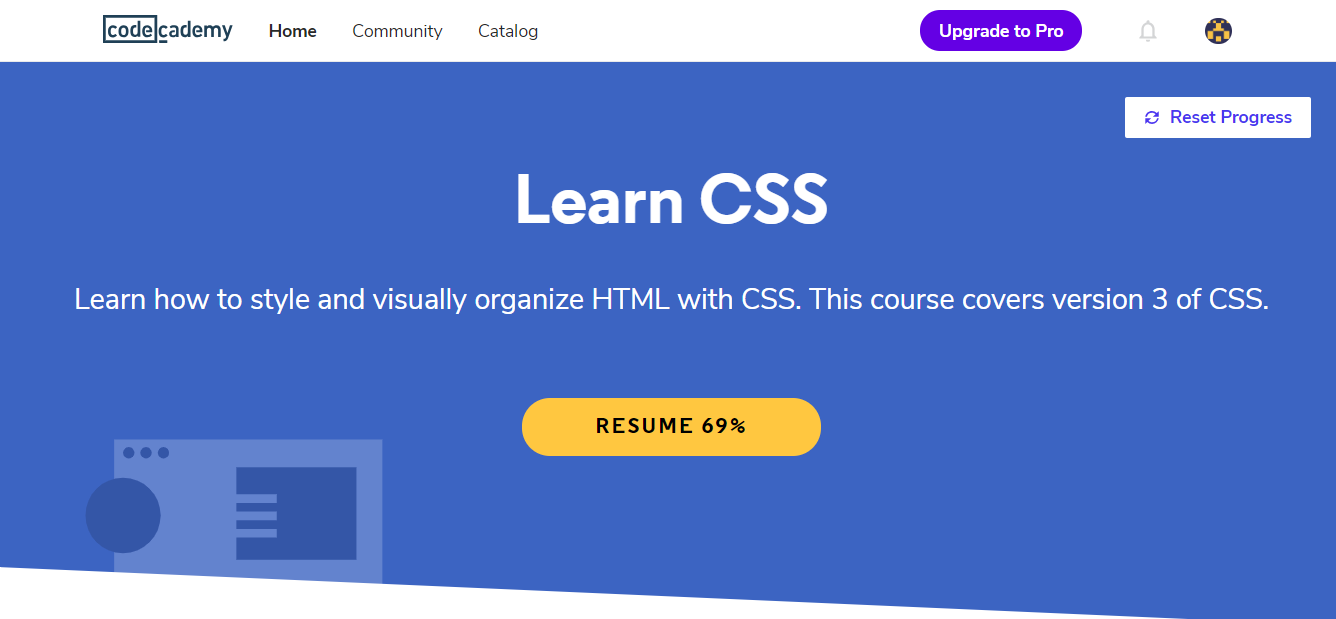 codecademy Home Community Catalog Upgrade to Pro
Reset Progress
Learn CSS
Learn how to style and visually organize HTML with CSS. This course covers version 3 of CSS.
RESUME 69%